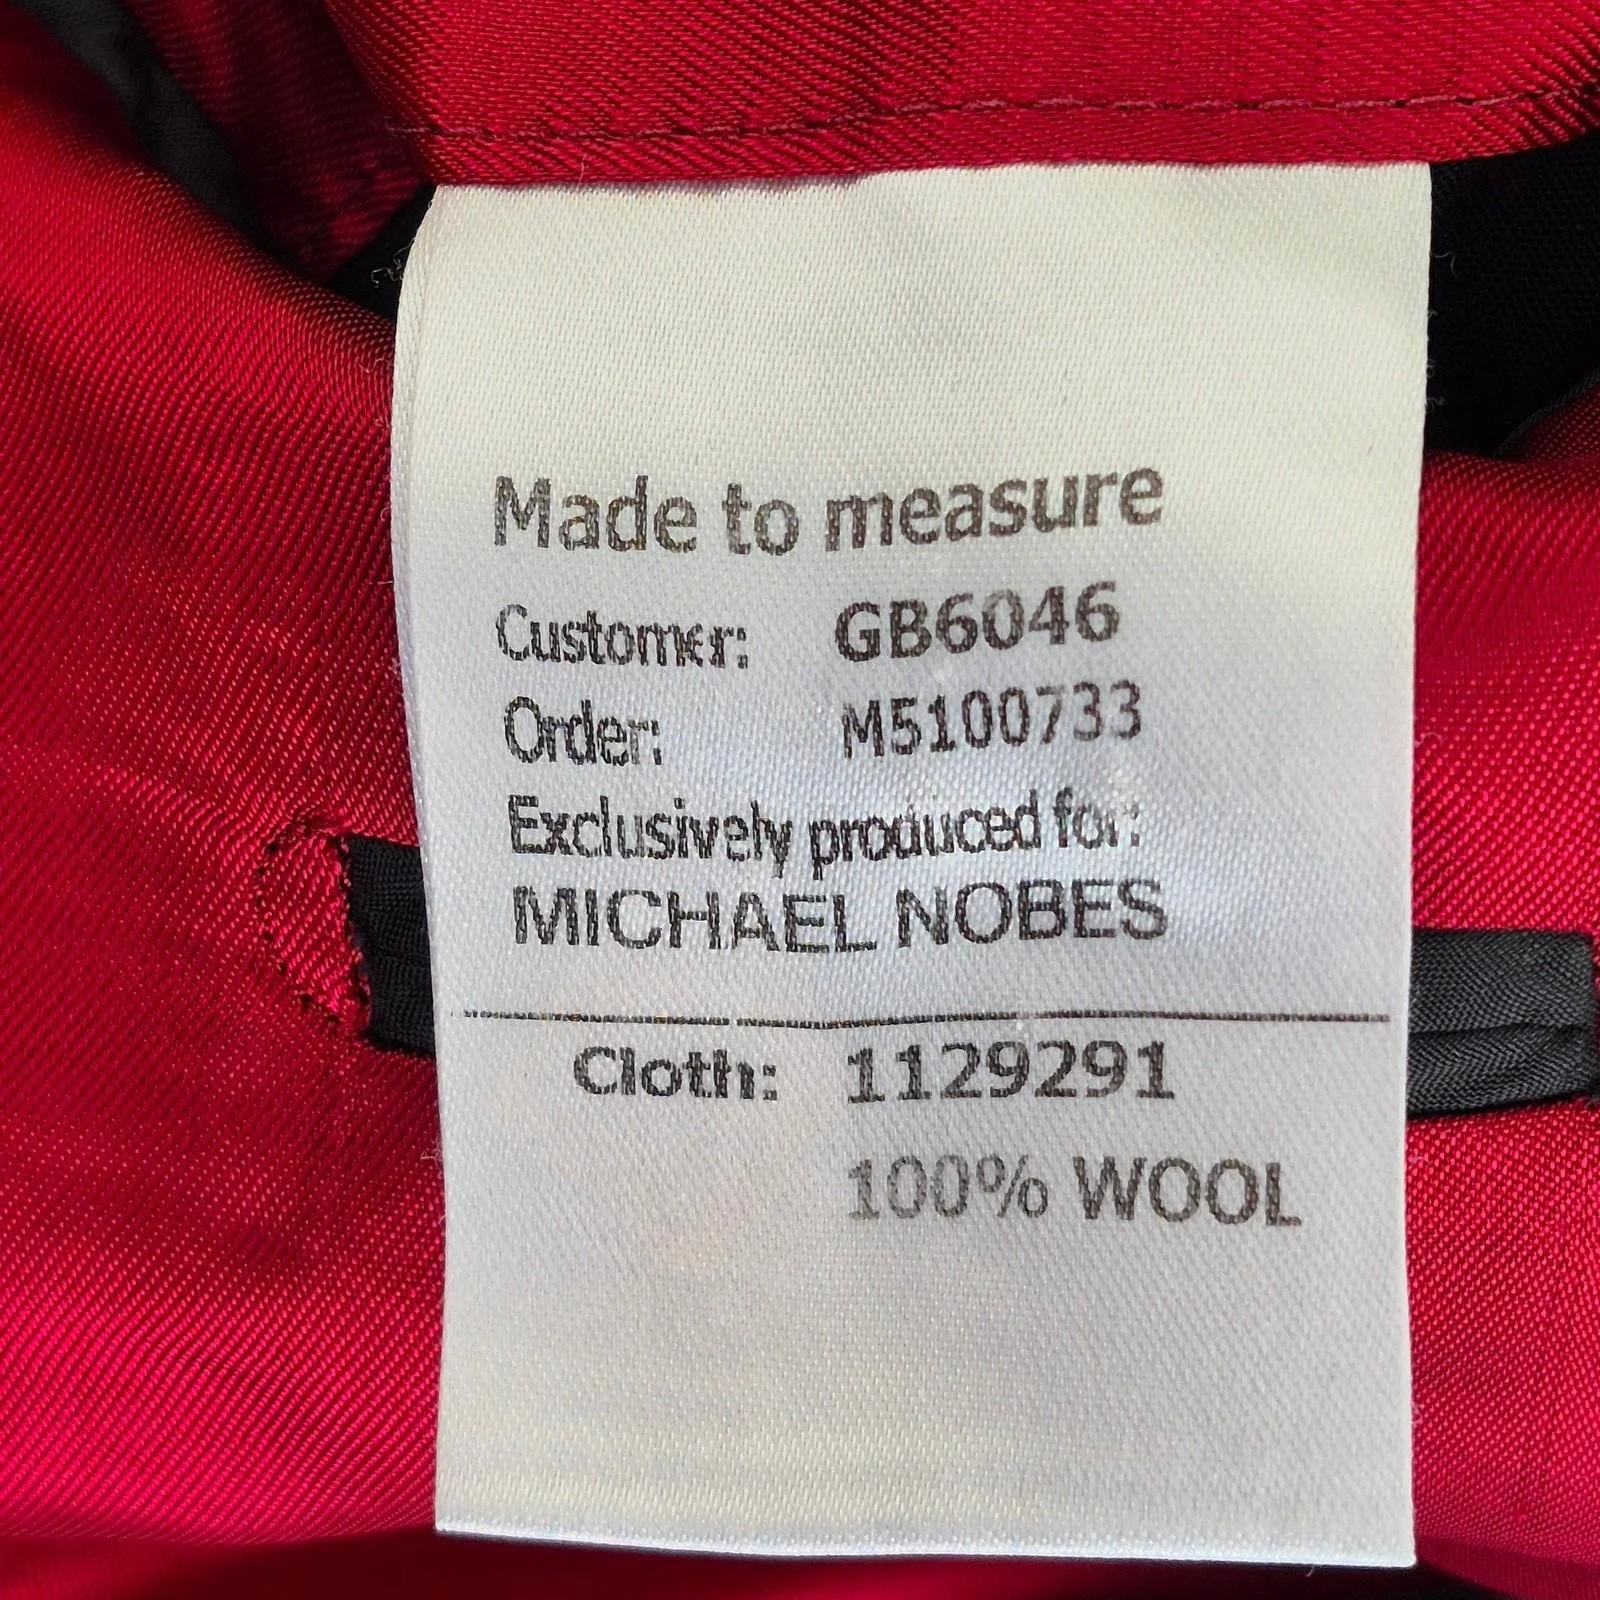 Made to measure
Customer: GB6046
Order: M5100733
Exclusively produced for:
MICHAEL NOBES
Cloth: 1129291
100% WOOL